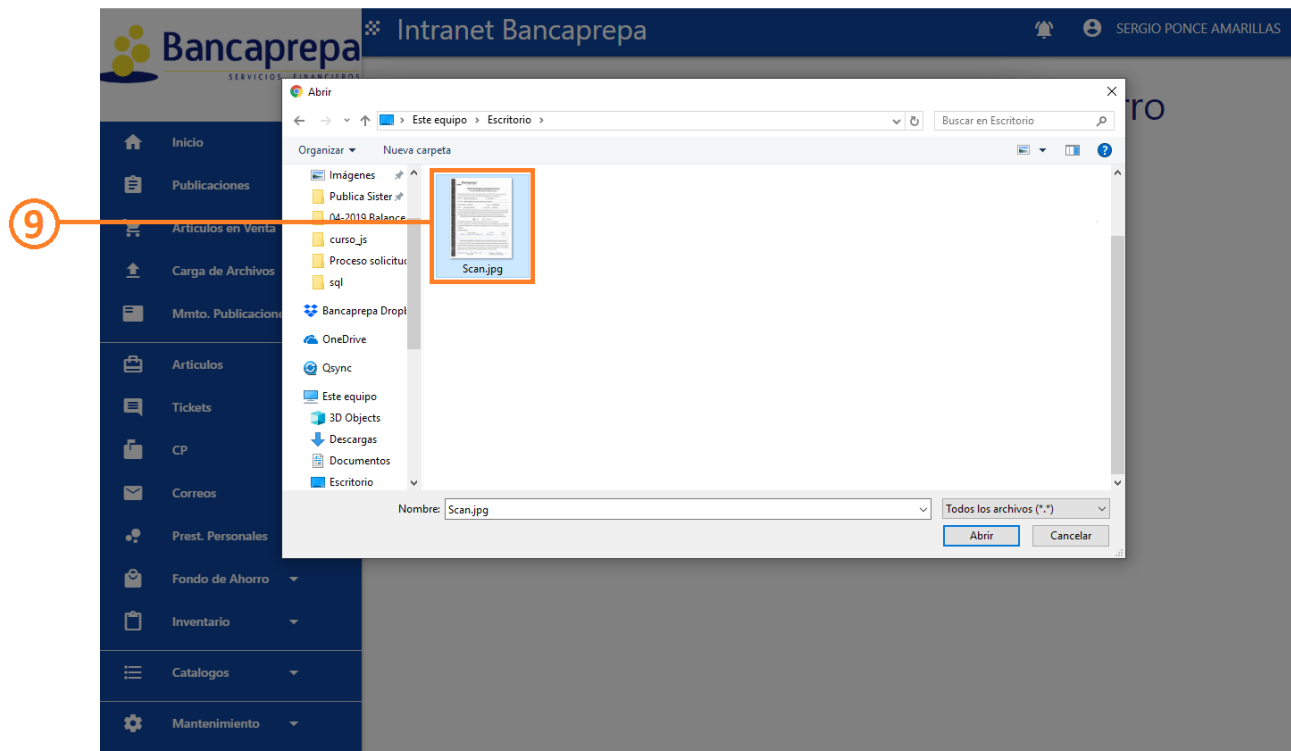 Bancaprepa
SERVICIOS FINANCIEROS
Intranet Bancaprepa
SERGIO PONCE AMARILLAS
rro
Abrir
Este equipo > Escritorio >
Buscar en Escritorio
Organizar
Nueva carpeta
Imágenes
Publica Sister
04-2019 Balance
curso_js
Proceso solicituc
sql
Bancaprepa Dropb
OneDrive
Qsync
Este equipo
3D Objects
Descargas
Documentos
Escritorio
Scan.jpg
Nombre: Scan.jpg
Todos los archivos (*.*)
Abrir
Cancelar
9
Inicio
Publicaciones
Articulos en Venta
Carga de Archivos
Mmto. Publicacione
Articulos
Tickets
CP
Correos
Prest. Personales
Fondo de Ahorro
Inventario
Catalogos
Mantenimiento